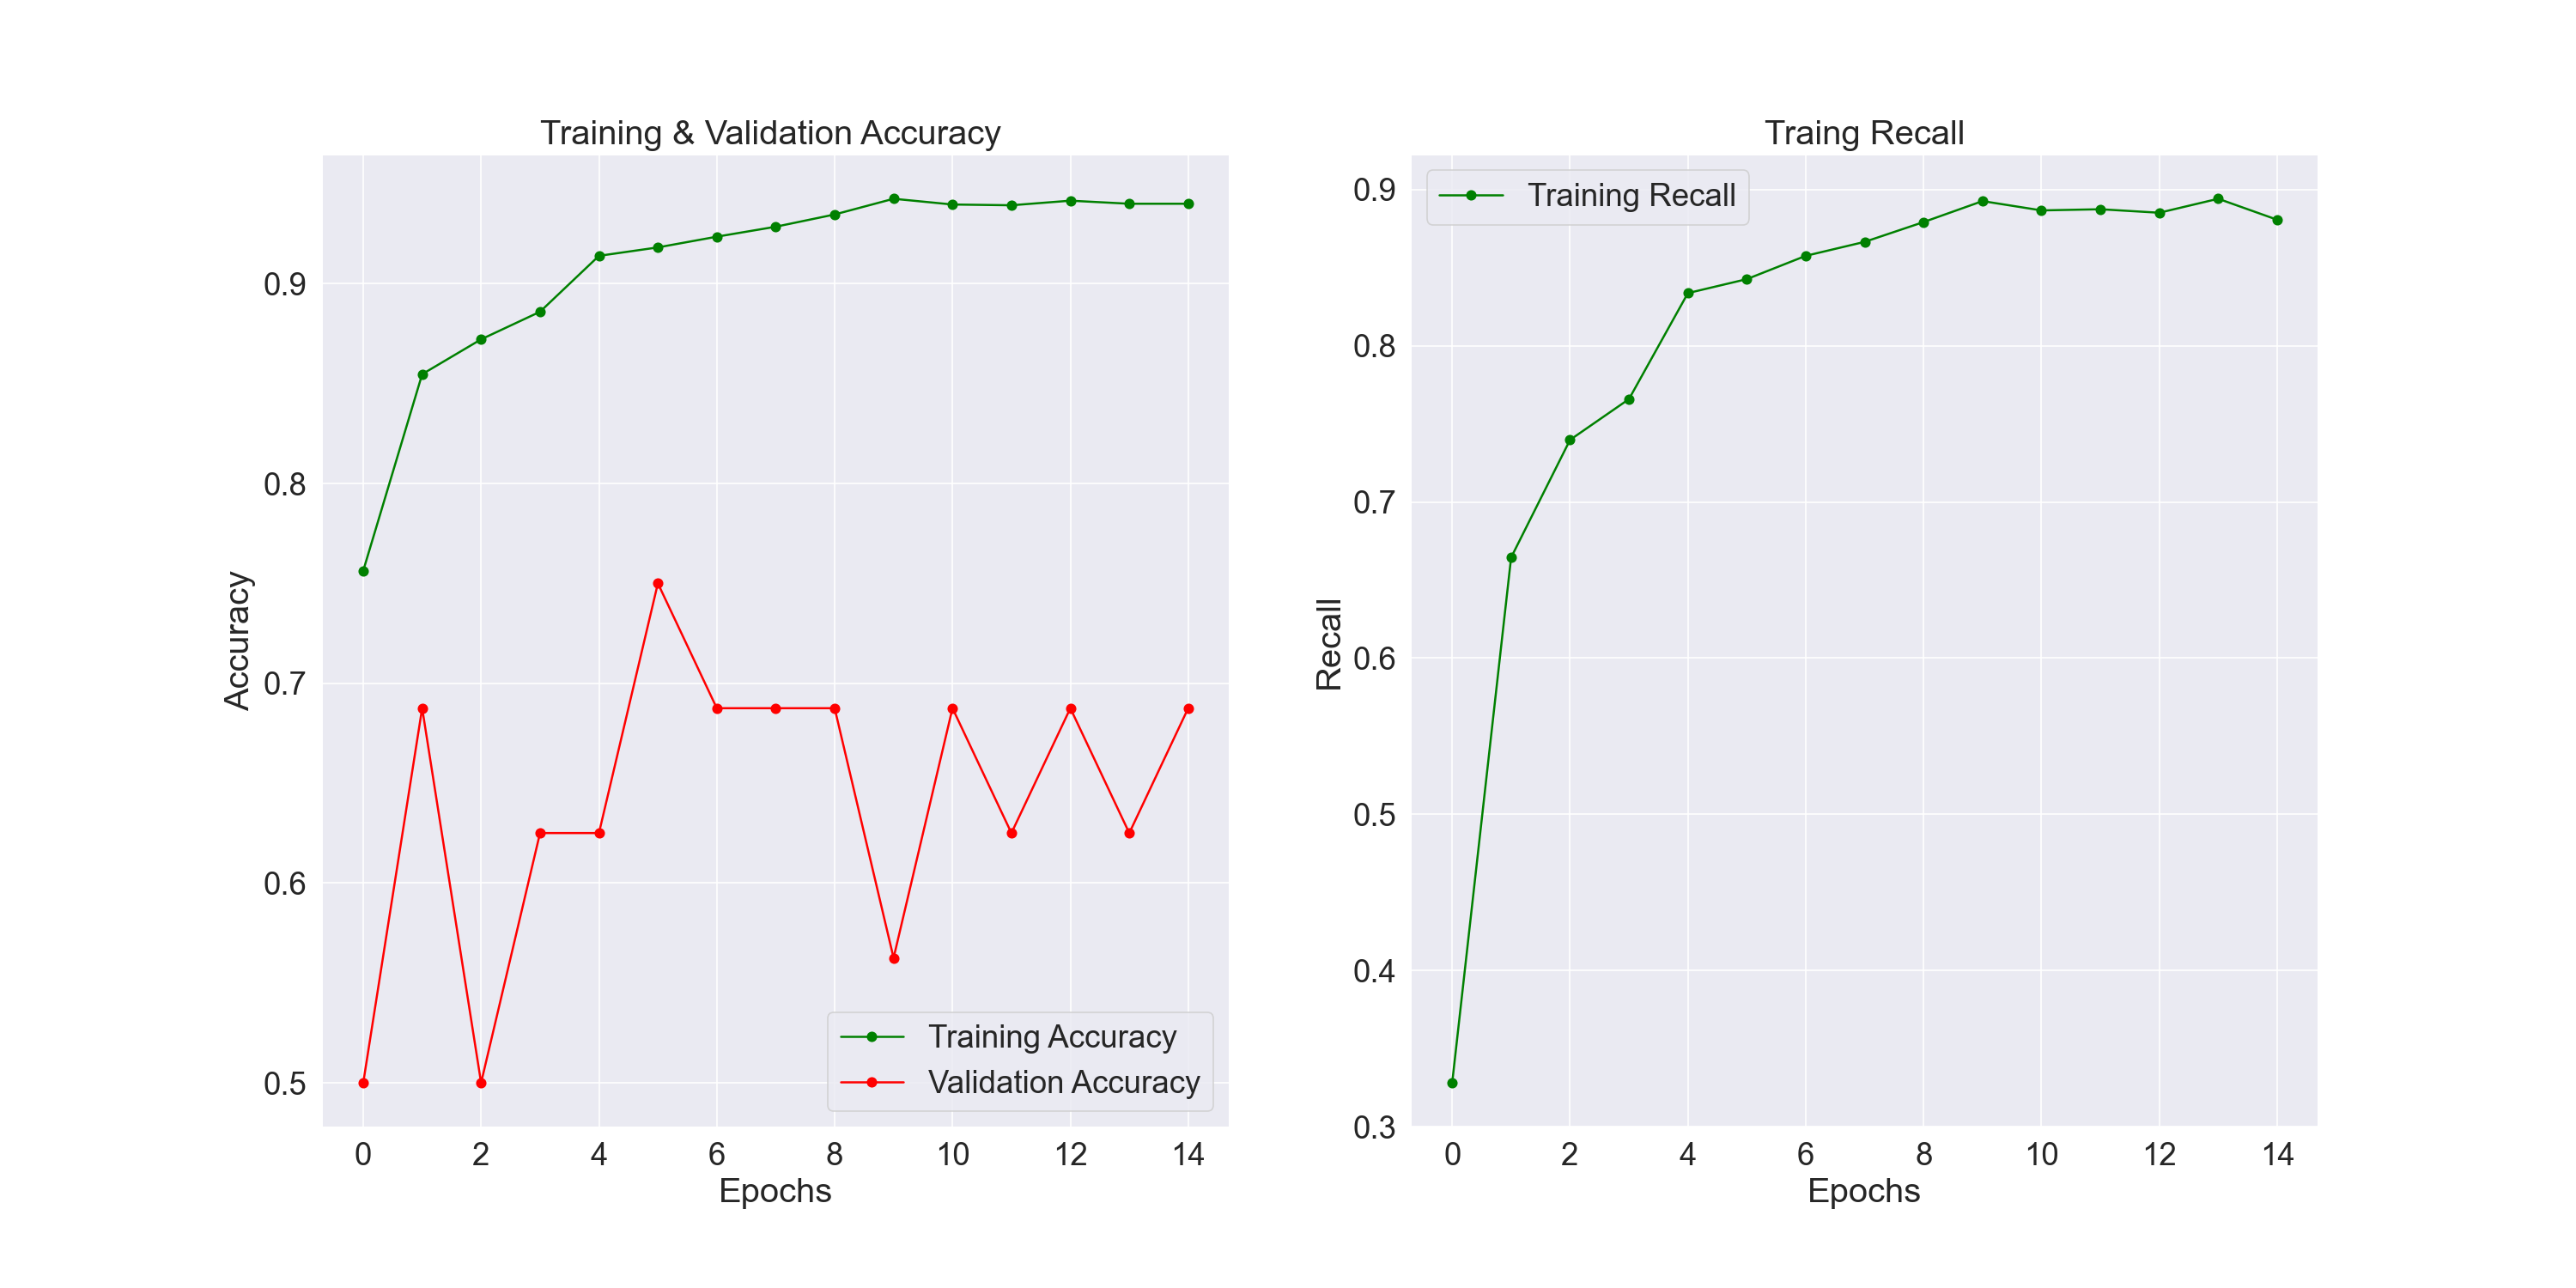 Training & Validation Accuracy
Accuracy
0.9
0.8
0.7
0.6
0.5
0 2 4 6 8 10 12 14
Epochs
Training Accuracy
Validation Accuracy
Traing Recall
Training Recall
Recall
0.9
0.8
0.7
0.6
0.5
0.4
0.3
0 2 4 6 8 10 12 14
Epochs